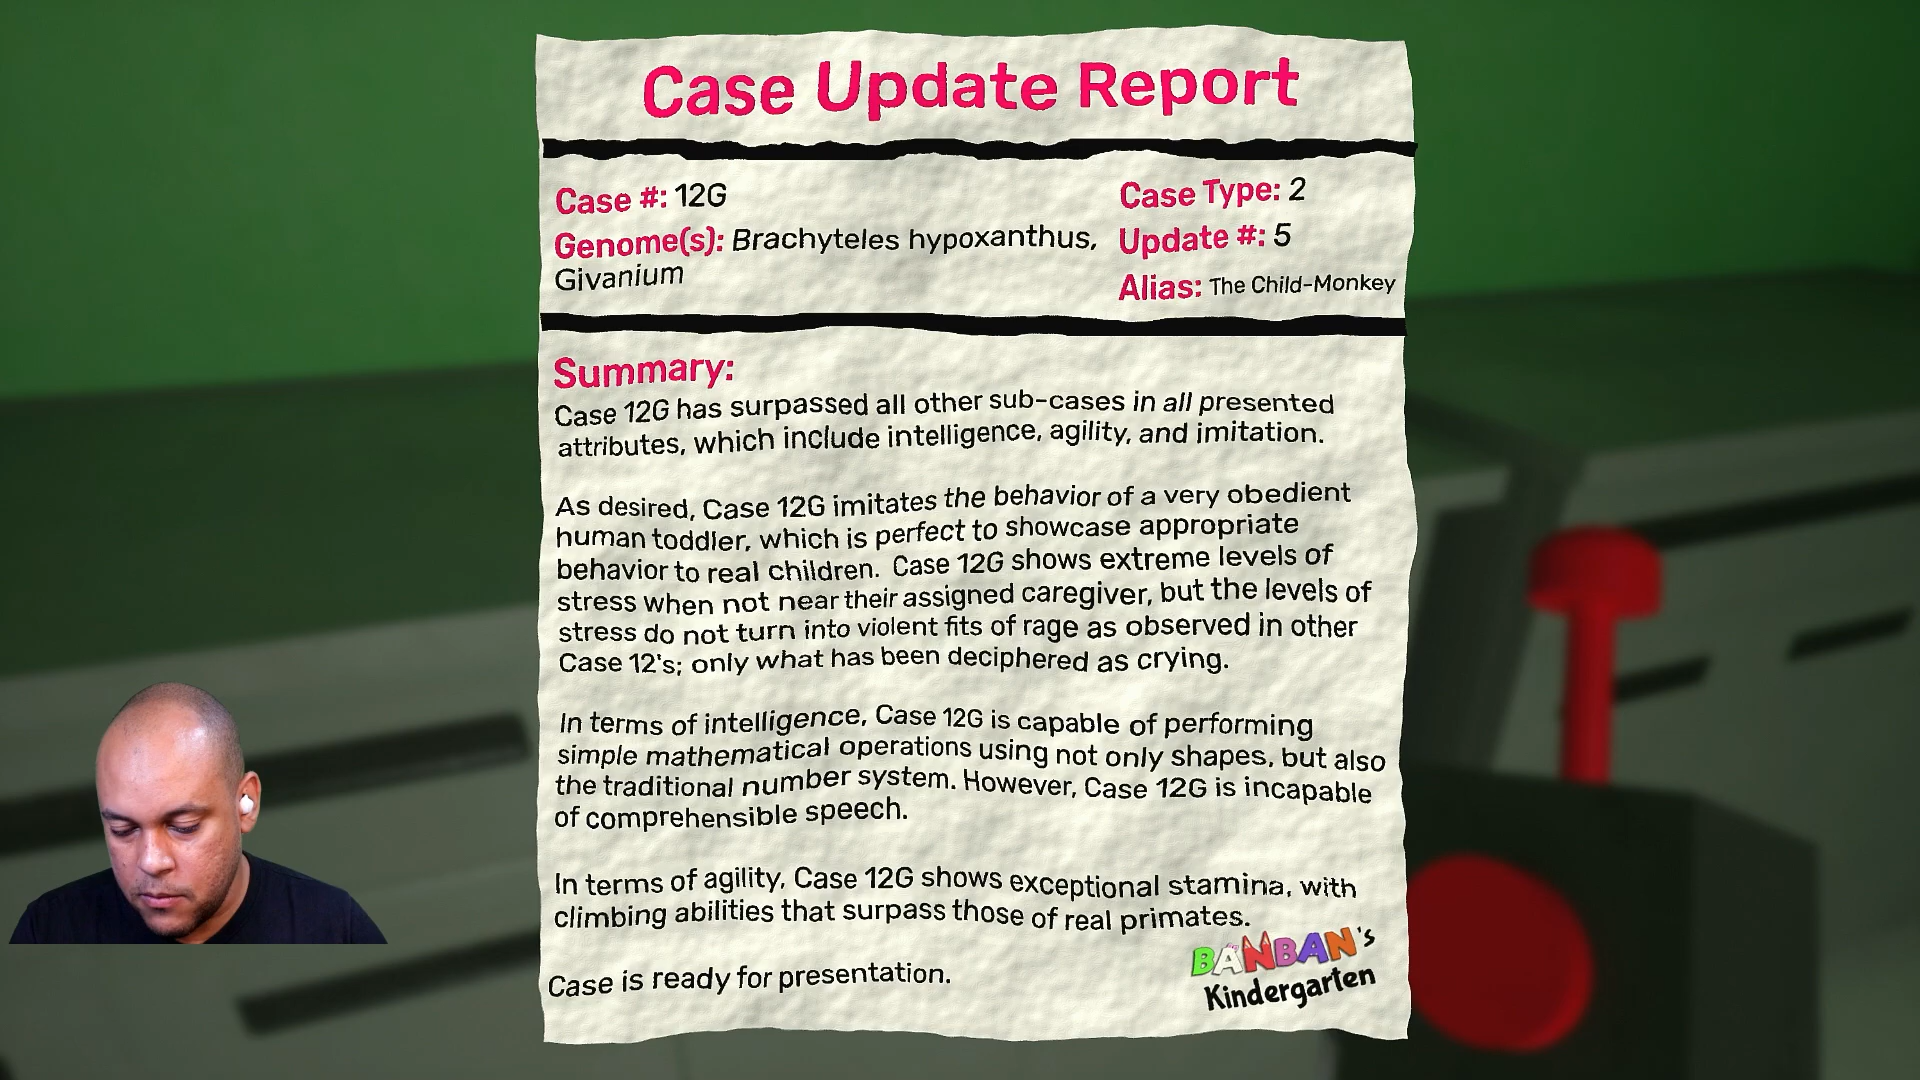 Case Update Report
Case #: 12G
Genome(s): Brachyteles hypoxanthus,
Givanium
Case Type: 2
Update #: 5
Alias: The Child-Monkey
Summary:
Case 12G has surpassed all other sub-cases in all presented
attributes, which include intelligence, agility, and imitation.
As desired, Case 12G imitates the behavior of a very obedient
human toddler, which is perfect to showcase appropriate
behavior to real children. Case 12G shows extreme levels of
stress when not near their assigned caregiver, but the levels of
stress do not turn into violent fits of rage as observed in other
Case 12's; only what has been deciphered as crying.
In terms of intelligence, Case 12G is capable of performing
simple mathematical operations using not only shapes, but also
the traditional number system. However, Case 12G is incapable
of comprehensible speech.
In terms of agility, Case 12G shows exceptional stamina, with
climbing abilities that surpass those of real primates.
Case is ready for presentation.
BANBAN's
Kindergarten